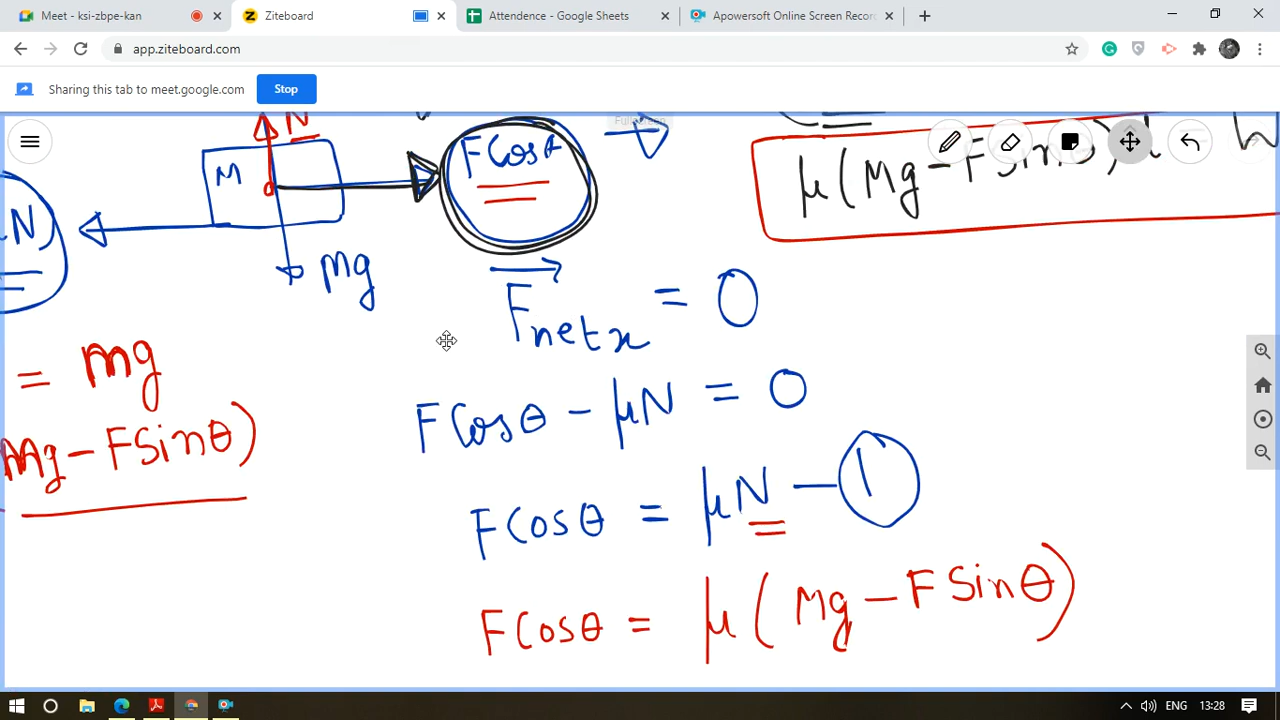 Meet - ksi-zbpe-kan
Ziteboard
Attendence - Google Sheets
Apowersoft Online Screen Recor
app.ziteboard.com
Sharing this tab to meet.google.com
Stop
N
M
FCosθ
μ(Mg-FSinθ)
N)
Mg
Fnet x = 0
= mg
FCosθ - μN = 0
Mg - FSinθ)
FCosθ = μN - 1
FCosθ = μ(Mg - FSinθ)
ENG
13:28